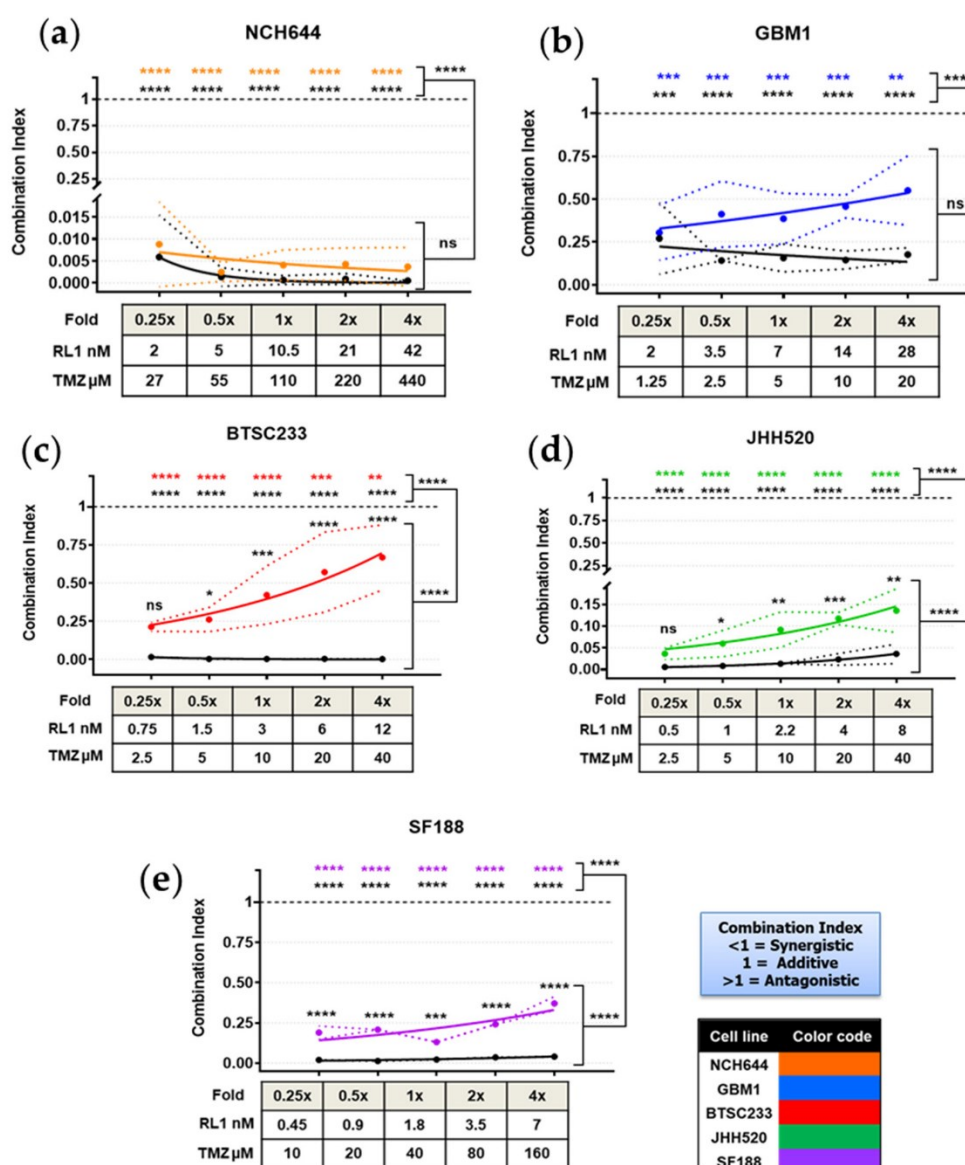 (a)
NCH644
**** **** **** **** **** ****
**** **** **** **** ****
1
0.75
0.50
0.25
0.015
0.010
0.005
0.000
Combination Index
ns
Fold 0.25x 0.5x 1x 2x 4x
RL1 nM 2 5 10.5 21 42
TMZ µM 27 55 110 220 440
(b)
GBM1
*** *** *** *** **
*** **** **** **** ****
1
0.75
0.50
0.25
0.00
Combination Index
ns
Fold 0.25x 0.5x 1x 2x 4x
RL1 nM 2 3.5 7 14 28
TMZ µM 1.25 2.5 5 10 20
(c)
BTSC233
**** **** **** *** ** ****
**** **** **** **** ****
1
0.75
0.50
0.25
0.00
Combination Index
ns * *** **** ****
****
Fold 0.25x 0.5x 1x 2x 4x
RL1 nM 0.75 1.5 3 6 12
TMZ µM 2.5 5 10 20 40
(d)
JHH520
**** **** **** **** **** ****
**** **** **** **** ****
1
0.75
0.50
0.25
0.15
0.10
0.05
0.00
Combination Index
ns * ** *** **
****
Fold 0.25x 0.5x 1x 2x 4x
RL1 nM 0.5 1 2.2 4 8
TMZ µM 2.5 5 10 20 40
(e)
SF188
**** **** **** **** **** ****
**** **** **** **** ****
1
0.50
0.25
0.00
Combination Index
**** **** *** **** ****
****
Fold 0.25x 0.5x 1x 2x 4x
RL1 nM 0.45 0.9 1.8 3.5 7
TMZ µM 10 20 40 80 160
Combination Index
<1 = Synergistic
1 = Additive
>1 = Antagonistic
Cell line Color code
NCH644
GBM1
BTSC233
JHH520
SF188